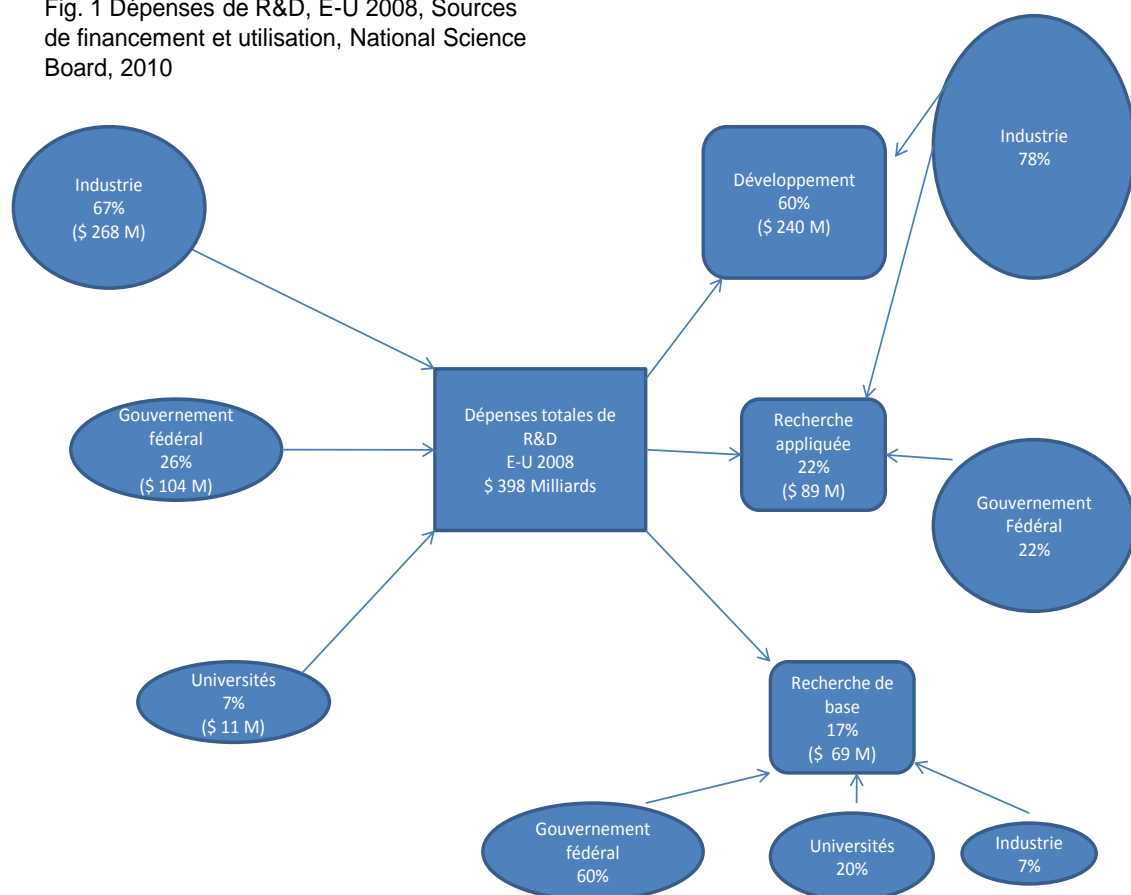 Fig. 1 Dépenses de R&D, E-U 2008, Sources
de financement et utilisation, National Science
Board, 2010
Industrie
67%
($ 268 M)
Gouvernement
fédéral
26%
($ 104 M)
Universités
7%
($ 11 M)
Dépenses totales de
R&D
E-U 2008
$ 398 Milliards
Développement
60%
($ 240 M)
Industrie
78%
Recherche
appliquée
22%
($ 89 M)
Gouvernement
Fédéral
22%
Recherche de
base
17%
($ 69 M)
Gouvernement
fédéral
60%
Universités
20%
Industrie
7%